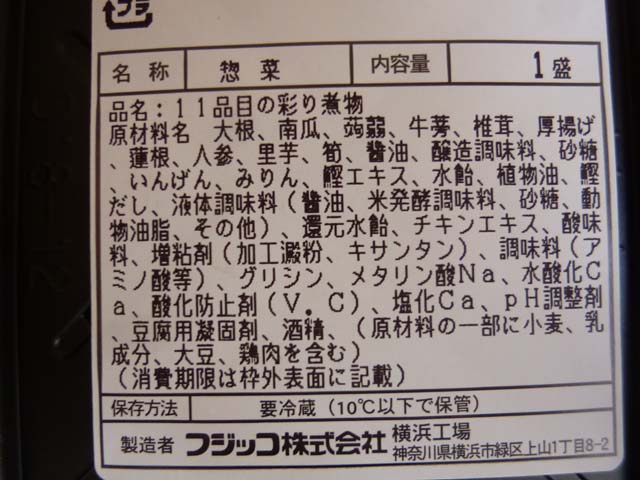 プラ
名称 惣菜 内容量 1盛
品名：１１品目の彩り煮物
原材料名 大根、南瓜、蒟蒻、牛蒡、椎茸、厚揚げ
、蓮根、人参、里芋、筍、醤油、醸造調味料、砂糖
、いんげん、みりん、鰹エキス、水飴、植物油、鰹
だし、液体調味料（醤油、米発酵調味料、砂糖、動
物油脂、その他）、還元水飴、チキンエキス、酸味
料、増粘剤（加工澱粉、キサンタン）、調味料（ア
ミノ酸等）、グリシン、メタリン酸Ｎａ、水酸化Ｃ
ａ、酸化防止剤（Ｖ．Ｃ）、塩化Ｃａ、ｐＨ調整剤
、豆腐用凝固剤、酒精、（原材料の一部に小麦、乳
成分、大豆、鶏肉を含む）
（消費期限は枠外表面に記載）
保存方法 要冷蔵（10℃以下で保管）
製造者 フジッコ株式会社 横浜工場
神奈川県横浜市緑区上山1丁目8-2